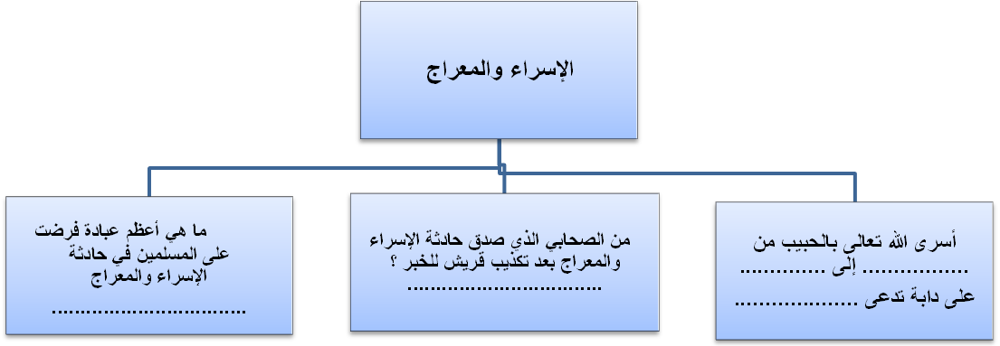 الإسراء والمعراج
أسرى الله تعالى بالحبيب من
.................. إلى ...............
على دابة تدعى .....................
من الصحابي الذي صدق حادثة الإسراء
والمعراج بعد تكذيب قريش للخبر ؟
.................................
ما هي أعظم عبادة فرضت
على المسلمين في حادثة
الإسراء والمعراج
.................................